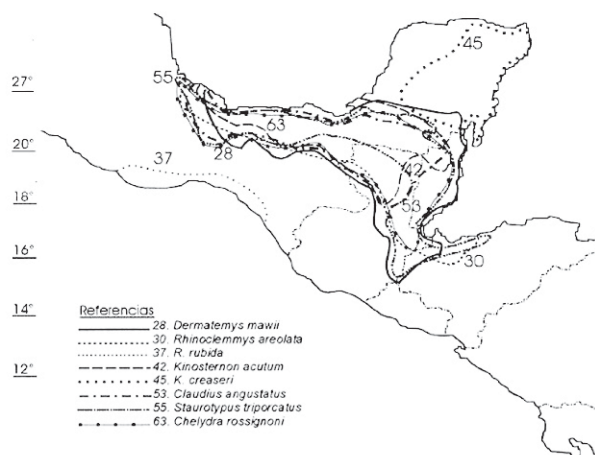 45
27°
55
63
20°
28
42
37
18°
53
16°
30
14°
Referencias
28. Dermatemys mawii
30. Rhinoclemmys areolata
37. R. rubida
12°
42. Kinosternon acutum
45. K. creaseri
53. Claudius angustatus
55. Staurotypus triporcatus
63. Chelydra rossignoni